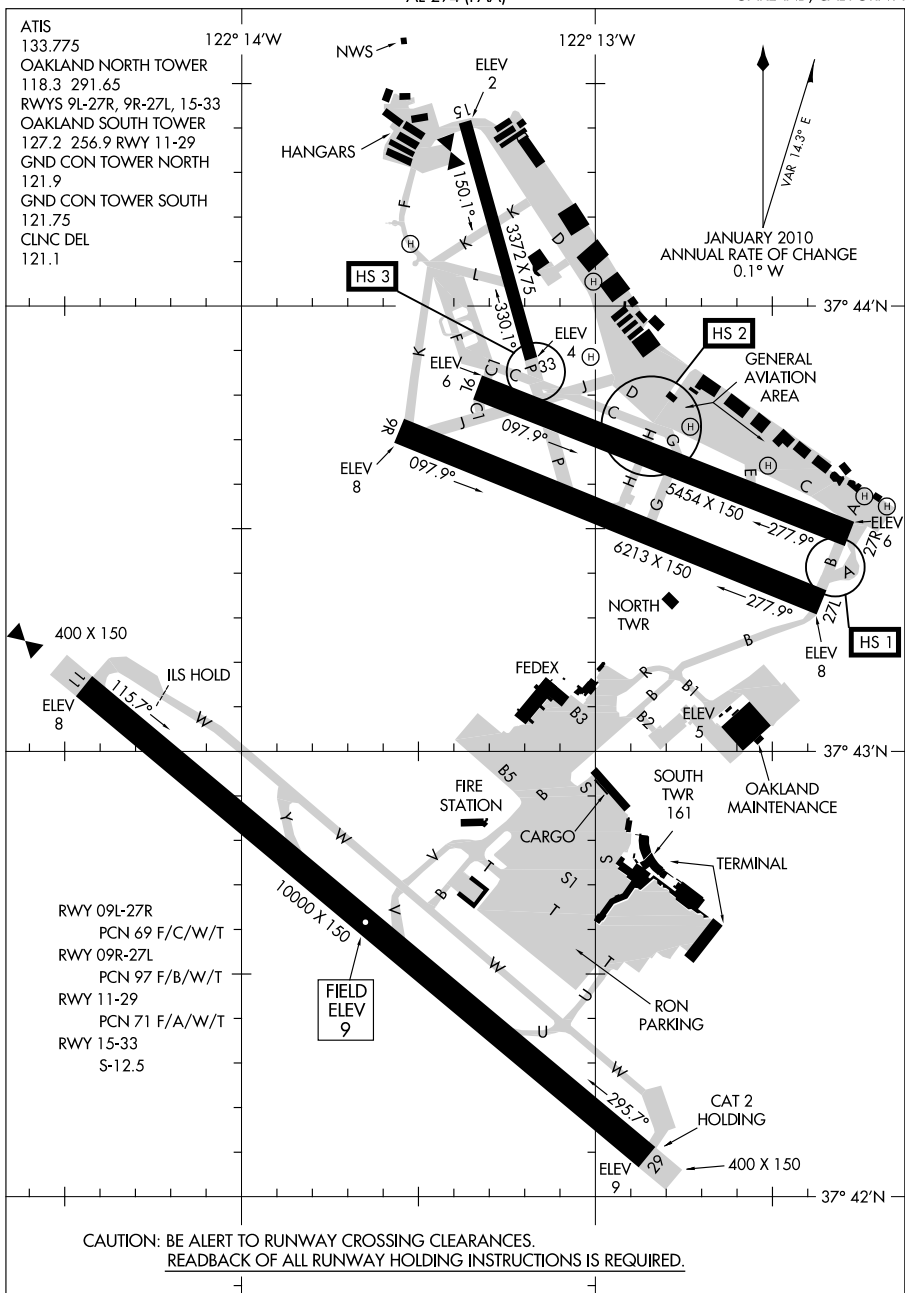 AL-294 (FAA)
OAKLAND, CALIFORNIA
ATIS
133.775
OAKLAND NORTH TOWER
118.3 291.65
RWYS 9L-27R, 9R-27L, 15-33
OAKLAND SOUTH TOWER
127.2 256.9 RWY 11-29
GND CON TOWER NORTH
121.9
GND CON TOWER SOUTH
121.75
CLNC DEL
121.1
122° 14'W
122° 13'W
NWS
ELEV
2
15
HANGARS
VAR 14.3° E
JANUARY 2010
ANNUAL RATE OF CHANGE
0.1° W
150.1°
3372 X 75
330.1°
F
K
K
D
H
H
L
HS 3
37° 44'N
HS 2
ELEV
4
33
P
H
GENERAL
AVIATION
AREA
K
F
ELEV
6
C
C
9L
J
D
C
H
G
H
9R
C1
J
097.9°
P
H
G
E
H
C
A
H
H
ELEV
8
097.9°
5454 X 150
277.9°
ELEV
6
27R
6213 X 150
277.9°
B
A
27L
NORTH
TWR
HS 1
ELEV
8
B
400 X 150
ILS HOLD
11
ELEV
8
115.7°
W
FEDEX
B3
R
B
B1
B2
ELEV
5
37° 43'N
B5
B
S
SOUTH
TWR
161
OAKLAND
MAINTENANCE
FIRE
STATION
CARGO
TERMINAL
Y
W
V
T
B
S
S1
T
10000 X 150
V
W
T
U
RWY 09L-27R
PCN 69 F/C/W/T
RWY 09R-27L
PCN 97 F/B/W/T
RWY 11-29
PCN 71 F/A/W/T
RWY 15-33
S-12.5
FIELD
ELEV
9
RON
PARKING
U
W
295.7°
CAT 2
HOLDING
29
ELEV
9
400 X 150
37° 42'N
CAUTION: BE ALERT TO RUNWAY CROSSING CLEARANCES.
READBACK OF ALL RUNWAY HOLDING INSTRUCTIONS IS REQUIRED.